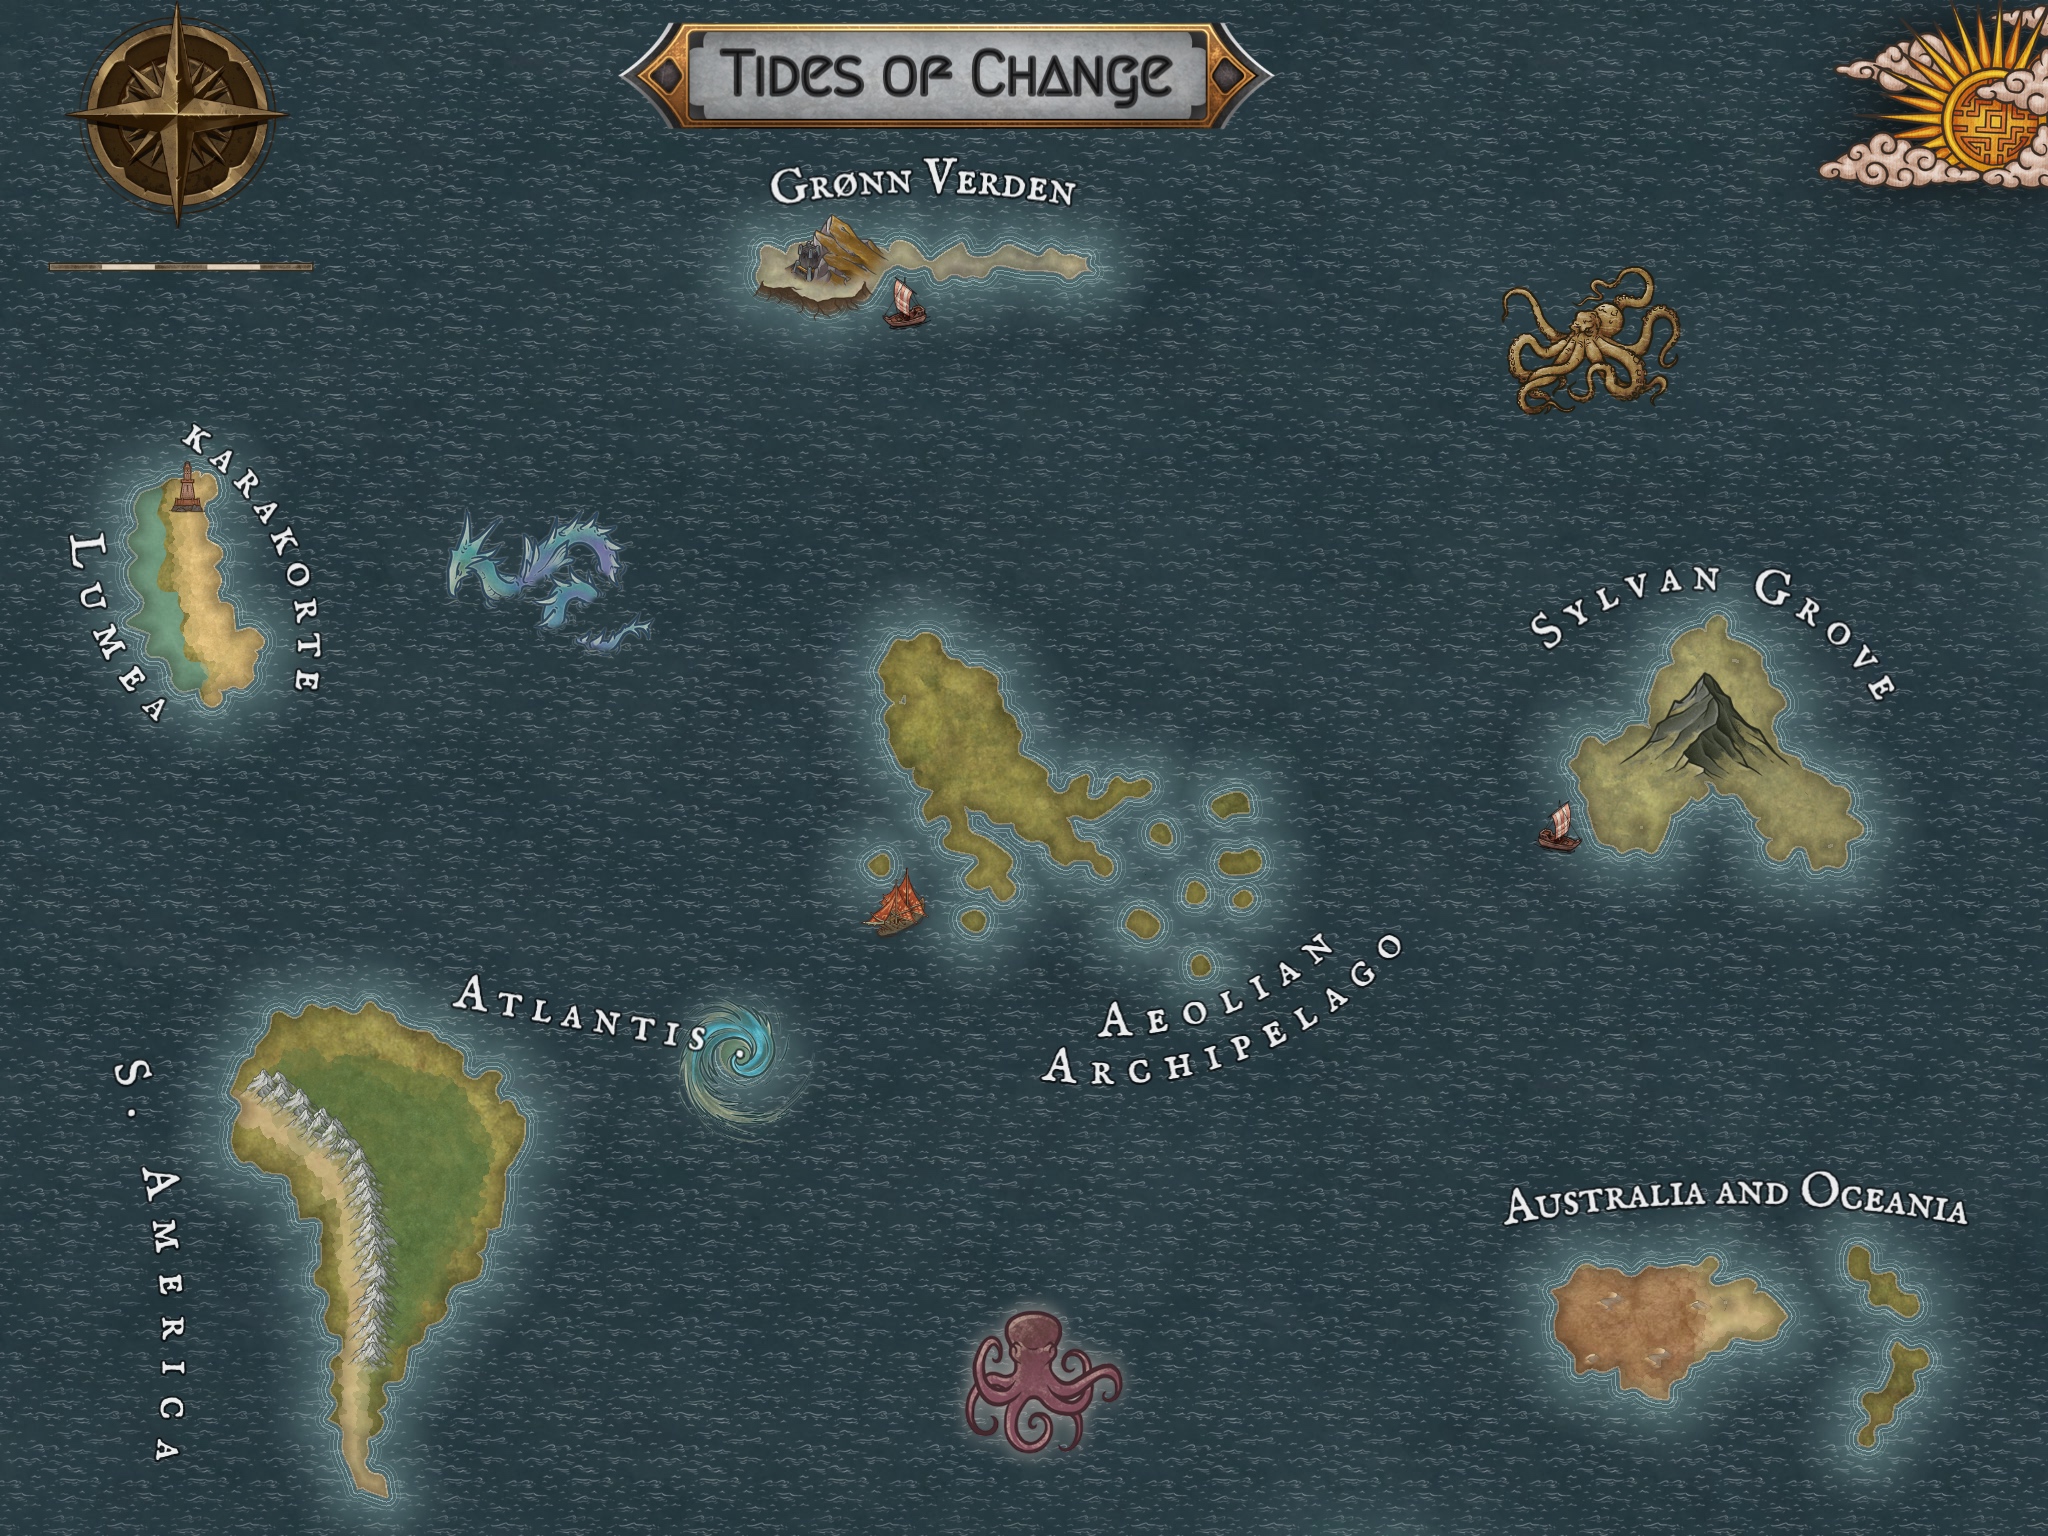 Tides of Change
Grønn Verden
Karakorte
Lumea
Sylvan Grove
Atlantis
Aeolian
Archipelago
S. America
Australia and Oceania